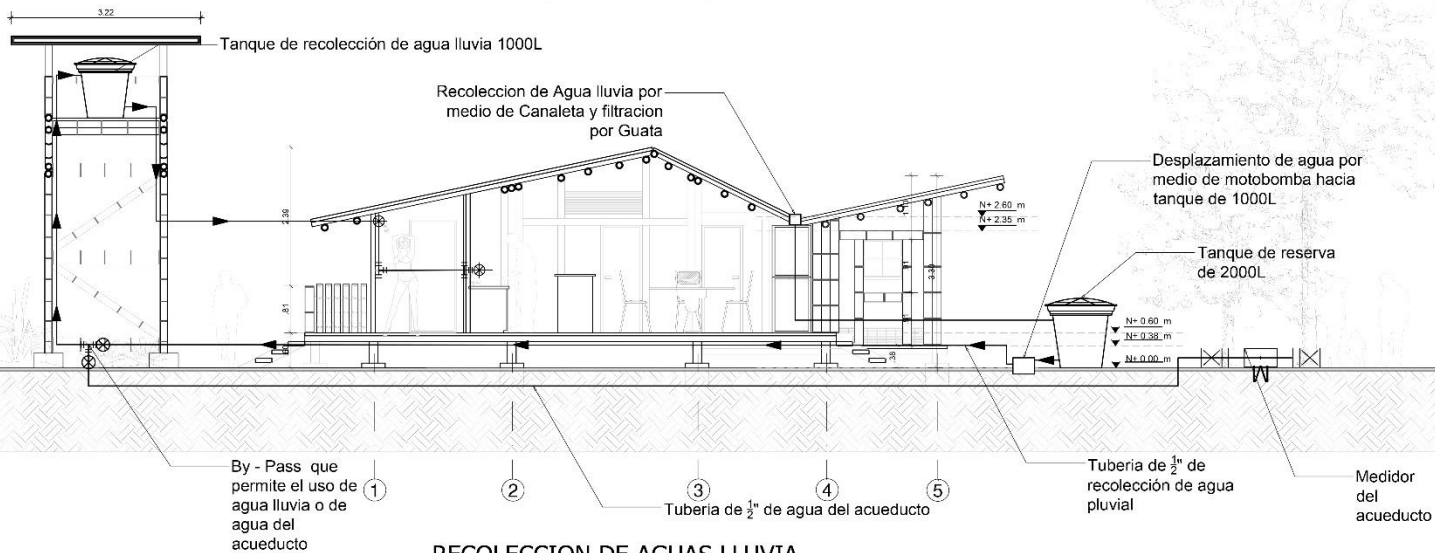 3.22
Tanque de recolección de agua lluvia 1000L
Recoleccion de Agua lluvia por
medio de Canaleta y filtracion
por Guata
Desplazamiento de agua por
medio de motobomba hacia
tanque de 1000L
Tanque de reserva
de 2000L
2.39
.81
N+ 2.60 m
N+ 2.35 m
3.30
N+ 0.60 m
N+ 0.38 m
N+ 0.00 m
.38
By - Pass que
permite el uso de
agua lluvia o de
agua del
acueducto
1
2
3
4
5
Tuberia de ½" de agua del acueducto
Tuberia de ½" de
recolección de agua
pluvial
Medidor
del
acueducto
RECOLECCION DE AGUAS LLUVIA